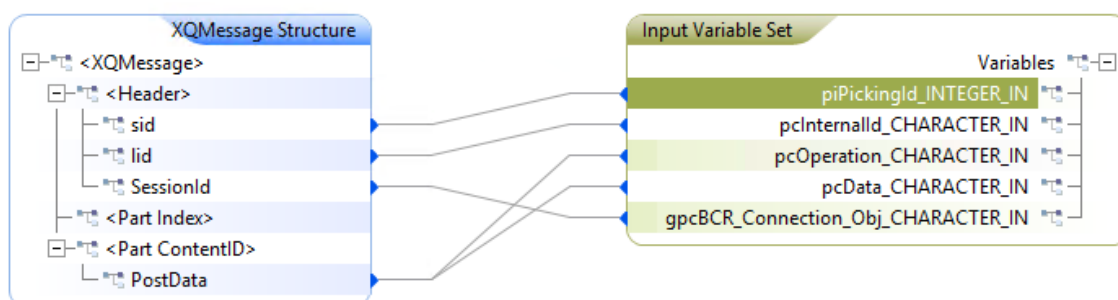 XQMessage Structure
<XQMessage>
<Header>
sid
lid
SessionId
<Part Index>
<Part ContentID>
PostData
Input Variable Set
Variables
piPickingId_INTEGER_IN
pcInternalId_CHARACTER_IN
pcOperation_CHARACTER_IN
pcData_CHARACTER_IN
gpcBCR_Connection_Obj_CHARACTER_IN